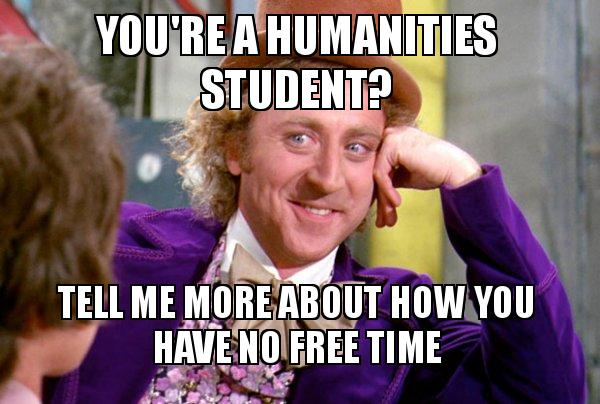 YOU'RE A HUMANITIES
STUDENT?
TELL ME MORE ABOUT HOW YOU
HAVE NO FREE TIME